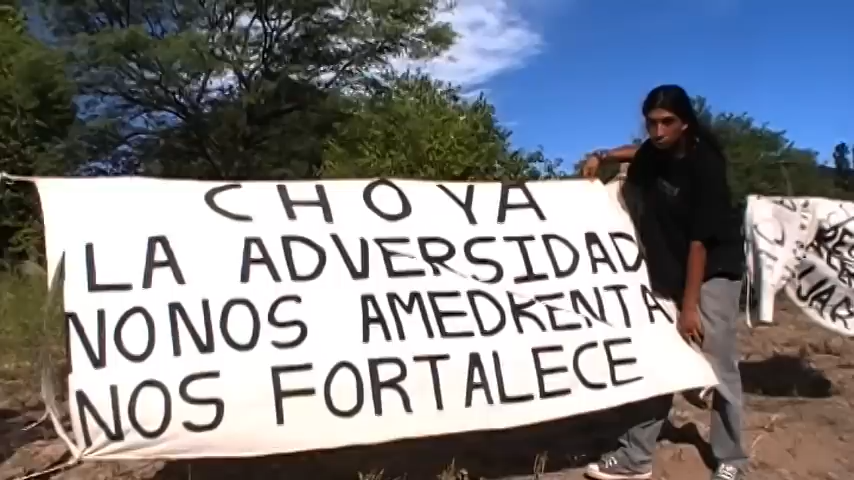 CHOYA
LA ADVERSIDAD
NO NOS AMEDRENTA
NOS FORTALECE